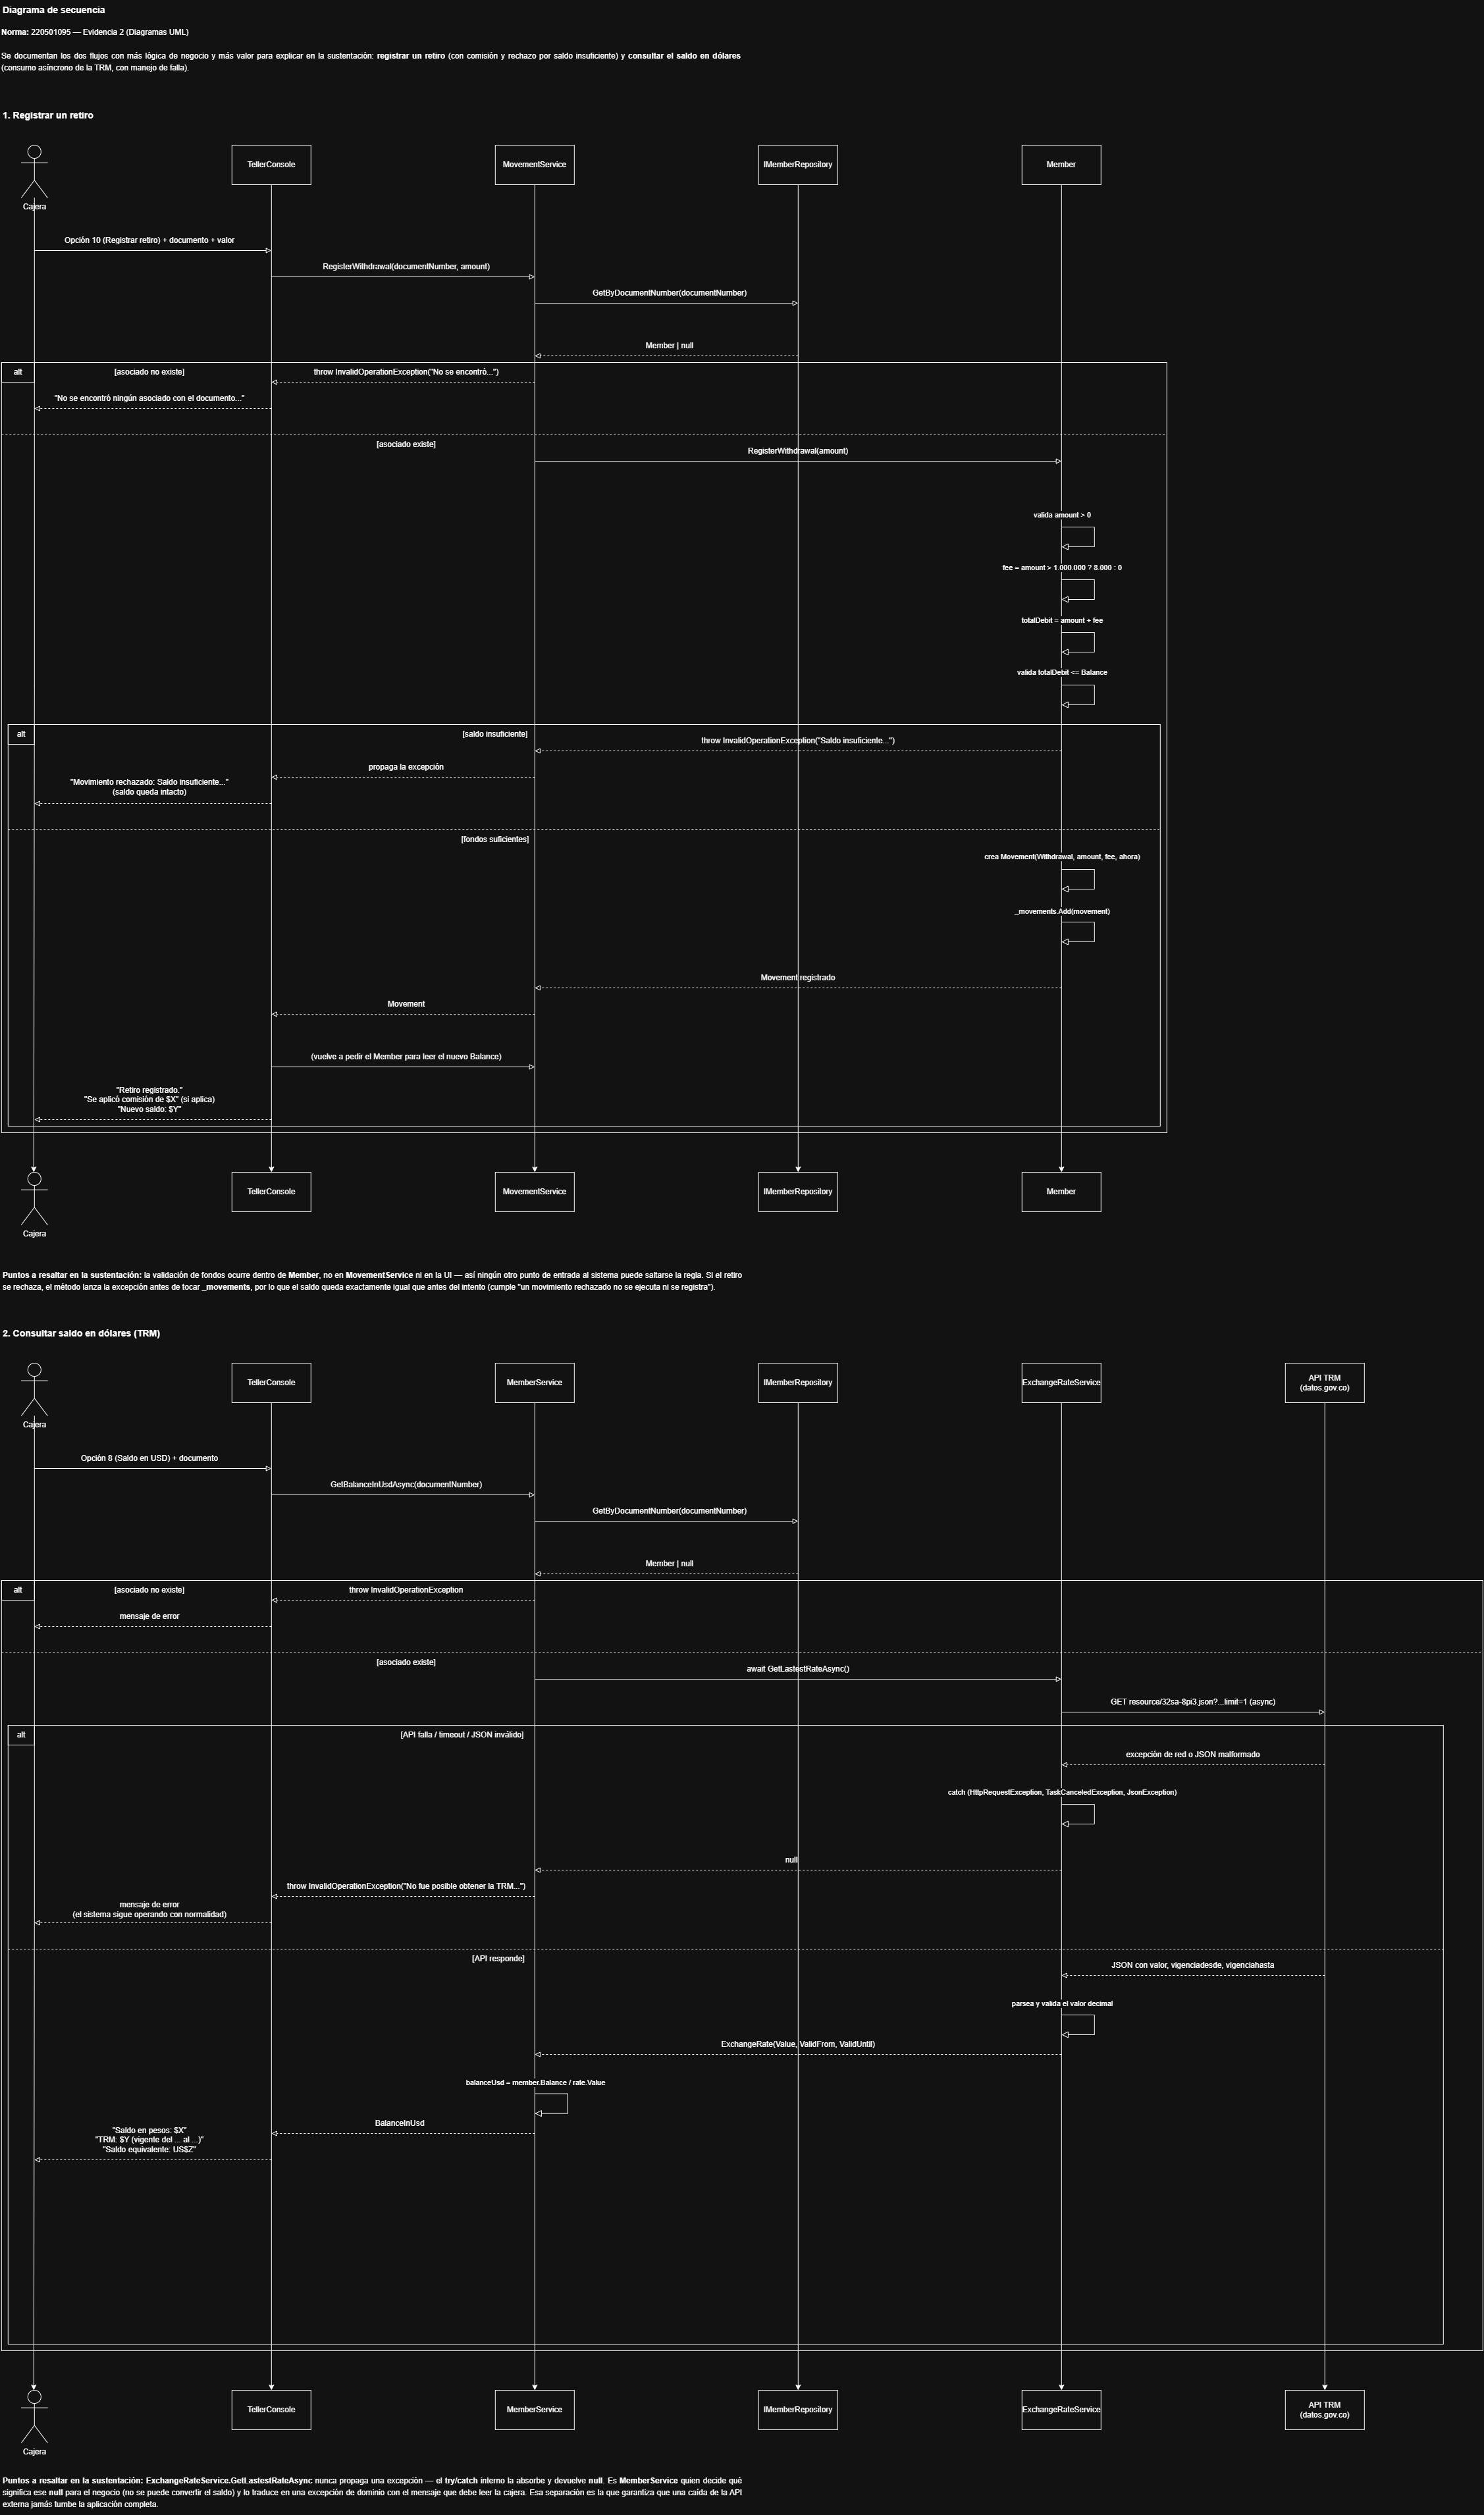 Diagrama de secuencia
Norma: 220501095 — Evidencia 2 (Diagramas UML)
Se documentan los dos flujos con más lógica de negocio y más valor para explicar en la sustentación: registrar un retiro (con comisión y rechazo por saldo insuficiente) y consultar el saldo en dólares
(consumo asíncrono de la TRM, con manejo de falla).
1. Registrar un retiro
Cajera
TellerConsole
MovementService
IMemberRepository
Member
Opción 10 (Registrar retiro) + documento + valor
RegisterWithdrawal(documentNumber, amount)
GetByDocumentNumber(documentNumber)
Member | null
alt
[asociado no existe]
throw InvalidOperationException("No se encontró...")
"No se encontró ningún asociado con el documento..."
[asociado existe]
RegisterWithdrawal(amount)
valida amount > 0
fee = amount > 1.000.000 ? 8.000 : 0
totalDebit = amount + fee
valida totalDebit <= Balance
alt
[saldo insuficiente]
throw InvalidOperationException("Saldo insuficiente...")
propaga la excepción
"Movimiento rechazado: Saldo insuficiente..."
(saldo queda intacto)
[fondos suficientes]
crea Movement(Withdrawal, amount, fee, ahora)
_movements.Add(movement)
Movement registrado
Movement
(vuelve a pedir el Member para leer el nuevo Balance)
"Retiro registrado."
"Se aplicó comisión de $X" (si aplica)
"Nuevo saldo: $Y"
Cajera
TellerConsole
MovementService
IMemberRepository
Member
Puntos a resaltar en la sustentación: la validación de fondos ocurre dentro de Member, no en MovementService ni en la UI — así ningún otro punto de entrada al sistema puede saltarse la regla. Si el retiro
se rechaza, el método lanza la excepción antes de tocar _movements, por lo que el saldo queda exactamente igual que antes del intento (cumple "un movimiento rechazado no se ejecuta ni se registra").
2. Consultar saldo en dólares (TRM)
Cajera
TellerConsole
MemberService
IMemberRepository
ExchangeRateService
API TRM
(datos.gov.co)
Opción 8 (Saldo en USD) + documento
GetBalanceInUsdAsync(documentNumber)
GetByDocumentNumber(documentNumber)
Member | null
alt
[asociado no existe]
throw InvalidOperationException
mensaje de error
[asociado existe]
await GetLastestRateAsync()
GET resource/32sa-8pi3.json?...limit=1 (async)
alt
[API falla / timeout / JSON inválido]
excepción de red o JSON malformado
catch (HttpRequestException, TaskCanceledException, JsonException)
null
throw InvalidOperationException("No fue posible obtener la TRM...")
mensaje de error
(el sistema sigue operando con normalidad)
[API responde]
JSON con valor, vigenciadesde, vigenciahasta
parsea y valida el valor decimal
ExchangeRate(Value, ValidFrom, ValidUntil)
balanceUsd = member.Balance / rate.Value
BalanceInUsd
"Saldo en pesos: $X"
"TRM: $Y (vigente del ... al ...)"
"Saldo equivalente: US$Z"
Cajera
TellerConsole
MemberService
IMemberRepository
ExchangeRateService
API TRM
(datos.gov.co)
Puntos a resaltar en la sustentación: ExchangeRateService.GetLastestRateAsync nunca propaga una excepción — el try/catch interno la absorbe y devuelve null. Es MemberService quien decide qué
significa ese null para el negocio (no se puede convertir el saldo) y lo traduce en una excepción de dominio con el mensaje que debe leer la cajera. Esa separación es la que garantiza que una caída de la API
externa jamás tumbe la aplicación completa.